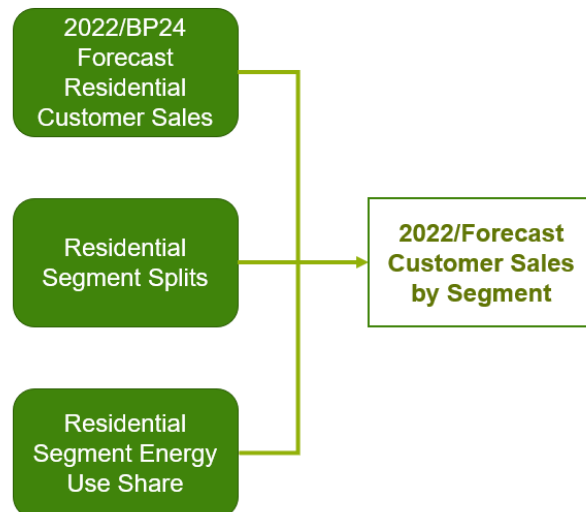 2022/BP24
Forecast
Residential
Customer Sales
Residential
Segment Splits
2022/Forecast
Customer Sales
by Segment
Residential
Segment Energy
Use Share